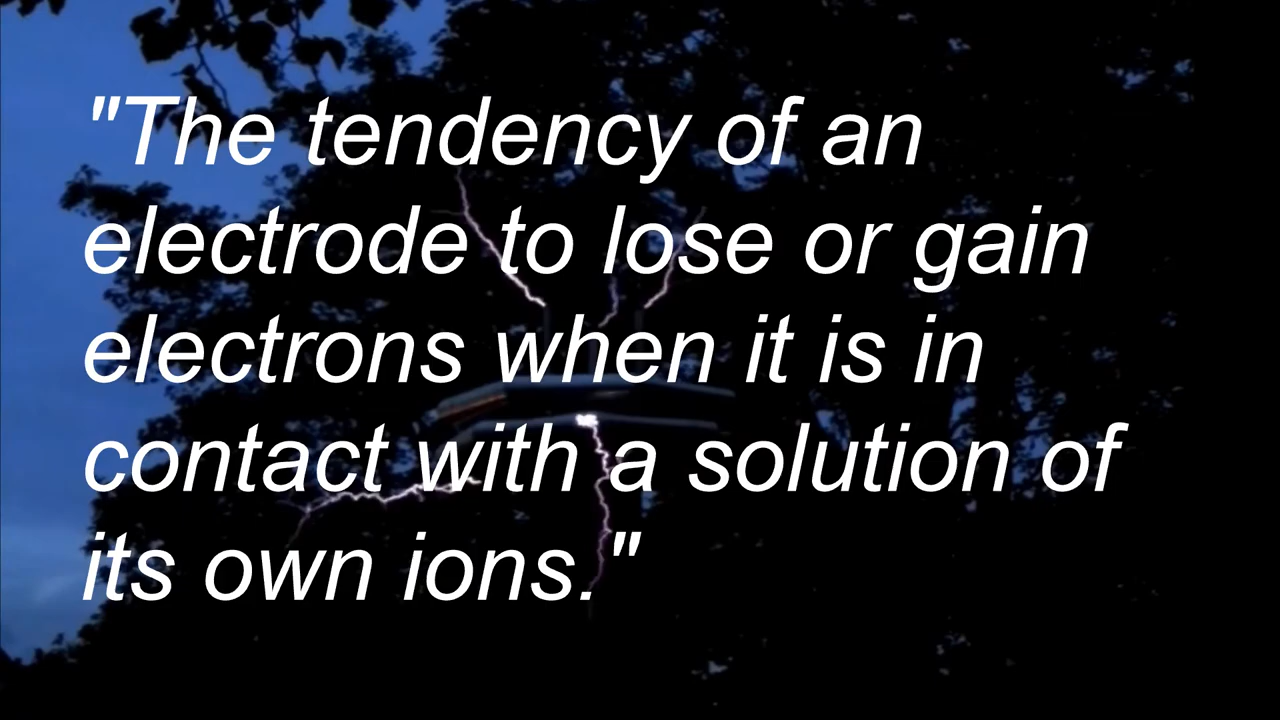 "The tendency of an
electrode to lose or gain
electrons when it is in
contact with a solution of
its own ions."